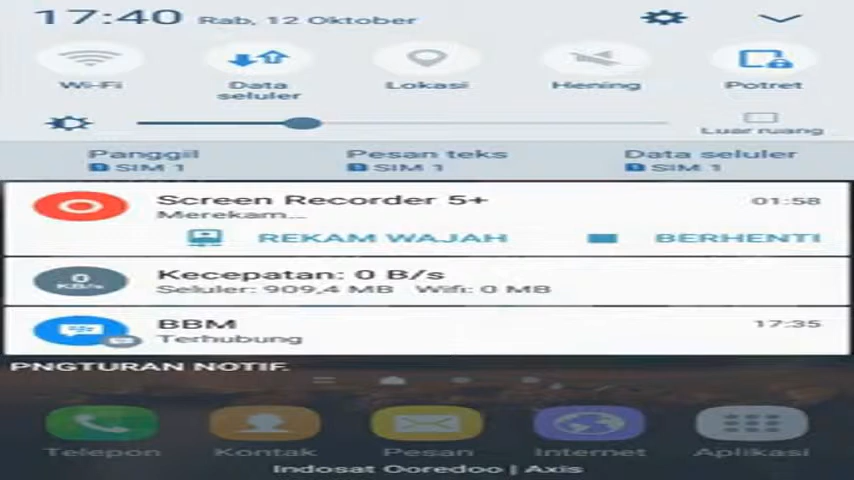 17:40 Rab, 12 Oktober
Wi-Fi Data seluler Lokasi Hening Potret
Luar ruang
Panggil Pesan teks Data seluler
SIM 1 SIM 1 SIM 1
Screen Recorder 5+ 01:58
Merekam...
REKAM WAJAH BERHENTI
0 KB/s
Kecepatan: 0 B/s
Seluler: 909,4 MB Wifi: 0 MB
BBM 17:35
Terhubung
PNGTURAN NOTIF.
Telepon Kontak Pesan Internet Aplikasi
Indosat Ooredoo | Axis